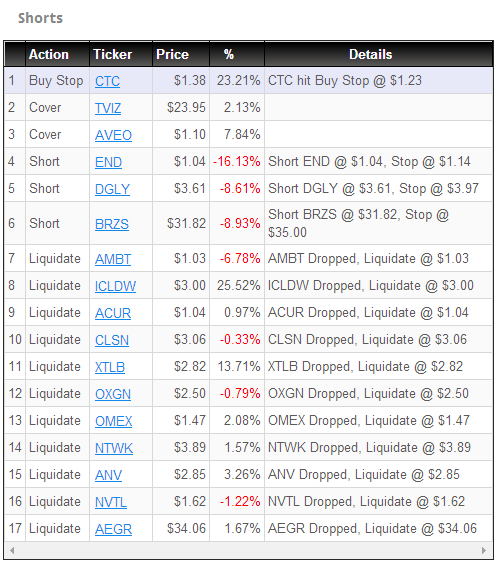 Shorts
Action Ticker Price % Details
1 Buy Stop CTC $1.38 23.21% CTC hit Buy Stop @ $1.23
2 Cover TVIZ $23.95 2.13%
3 Cover AVEO $1.10 7.84%
4 Short END $1.04 -16.13% Short END @ $1.04, Stop @ $1.14
5 Short DGLY $3.61 -8.61% Short DGLY @ $3.61, Stop @ $3.97
6 Short BRZS $31.82 -8.93% Short BRZS @ $31.82, Stop @
$35.00
7 Liquidate AMBT $1.03 -6.78% AMBT Dropped, Liquidate @ $1.03
8 Liquidate ICLDW $3.00 25.52% ICLDW Dropped, Liquidate @ $3.00
9 Liquidate ACUR $1.04 0.97% ACUR Dropped, Liquidate @ $1.04
10 Liquidate CLSN $3.06 -0.33% CLSN Dropped, Liquidate @ $3.06
11 Liquidate XTLB $2.82 13.71% XTLB Dropped, Liquidate @ $2.82
12 Liquidate OXGN $2.50 -0.79% OXGN Dropped, Liquidate @ $2.50
13 Liquidate OMEX $1.47 2.08% OMEX Dropped, Liquidate @ $1.47
14 Liquidate NTWK $3.89 1.57% NTWK Dropped, Liquidate @ $3.89
15 Liquidate ANV $2.85 3.26% ANV Dropped, Liquidate @ $2.85
16 Liquidate NVTL $1.62 -1.22% NVTL Dropped, Liquidate @ $1.62
17 Liquidate AEGR $34.06 1.67% AEGR Dropped, Liquidate @ $34.06